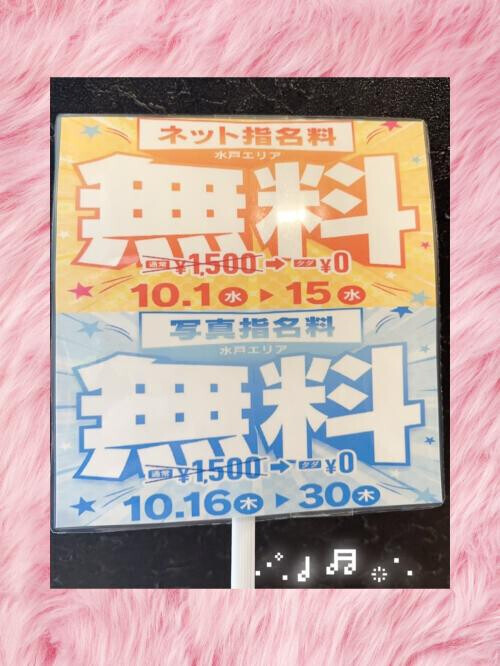 ネット指名料
水戸エリア
無料
通常 ¥1,500 ➡ タダ ¥0
10.1水 ▶ 15水
写真指名料
水戸エリア
無料
通常 ¥1,500 ➡ タダ ¥0
10.16木 ▶ 30木